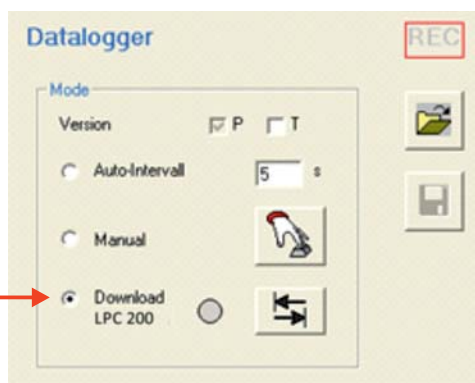 Datalogger
REC
Mode
Version P T
Auto-Intervall 5 s
Manual
Download
LPC 200